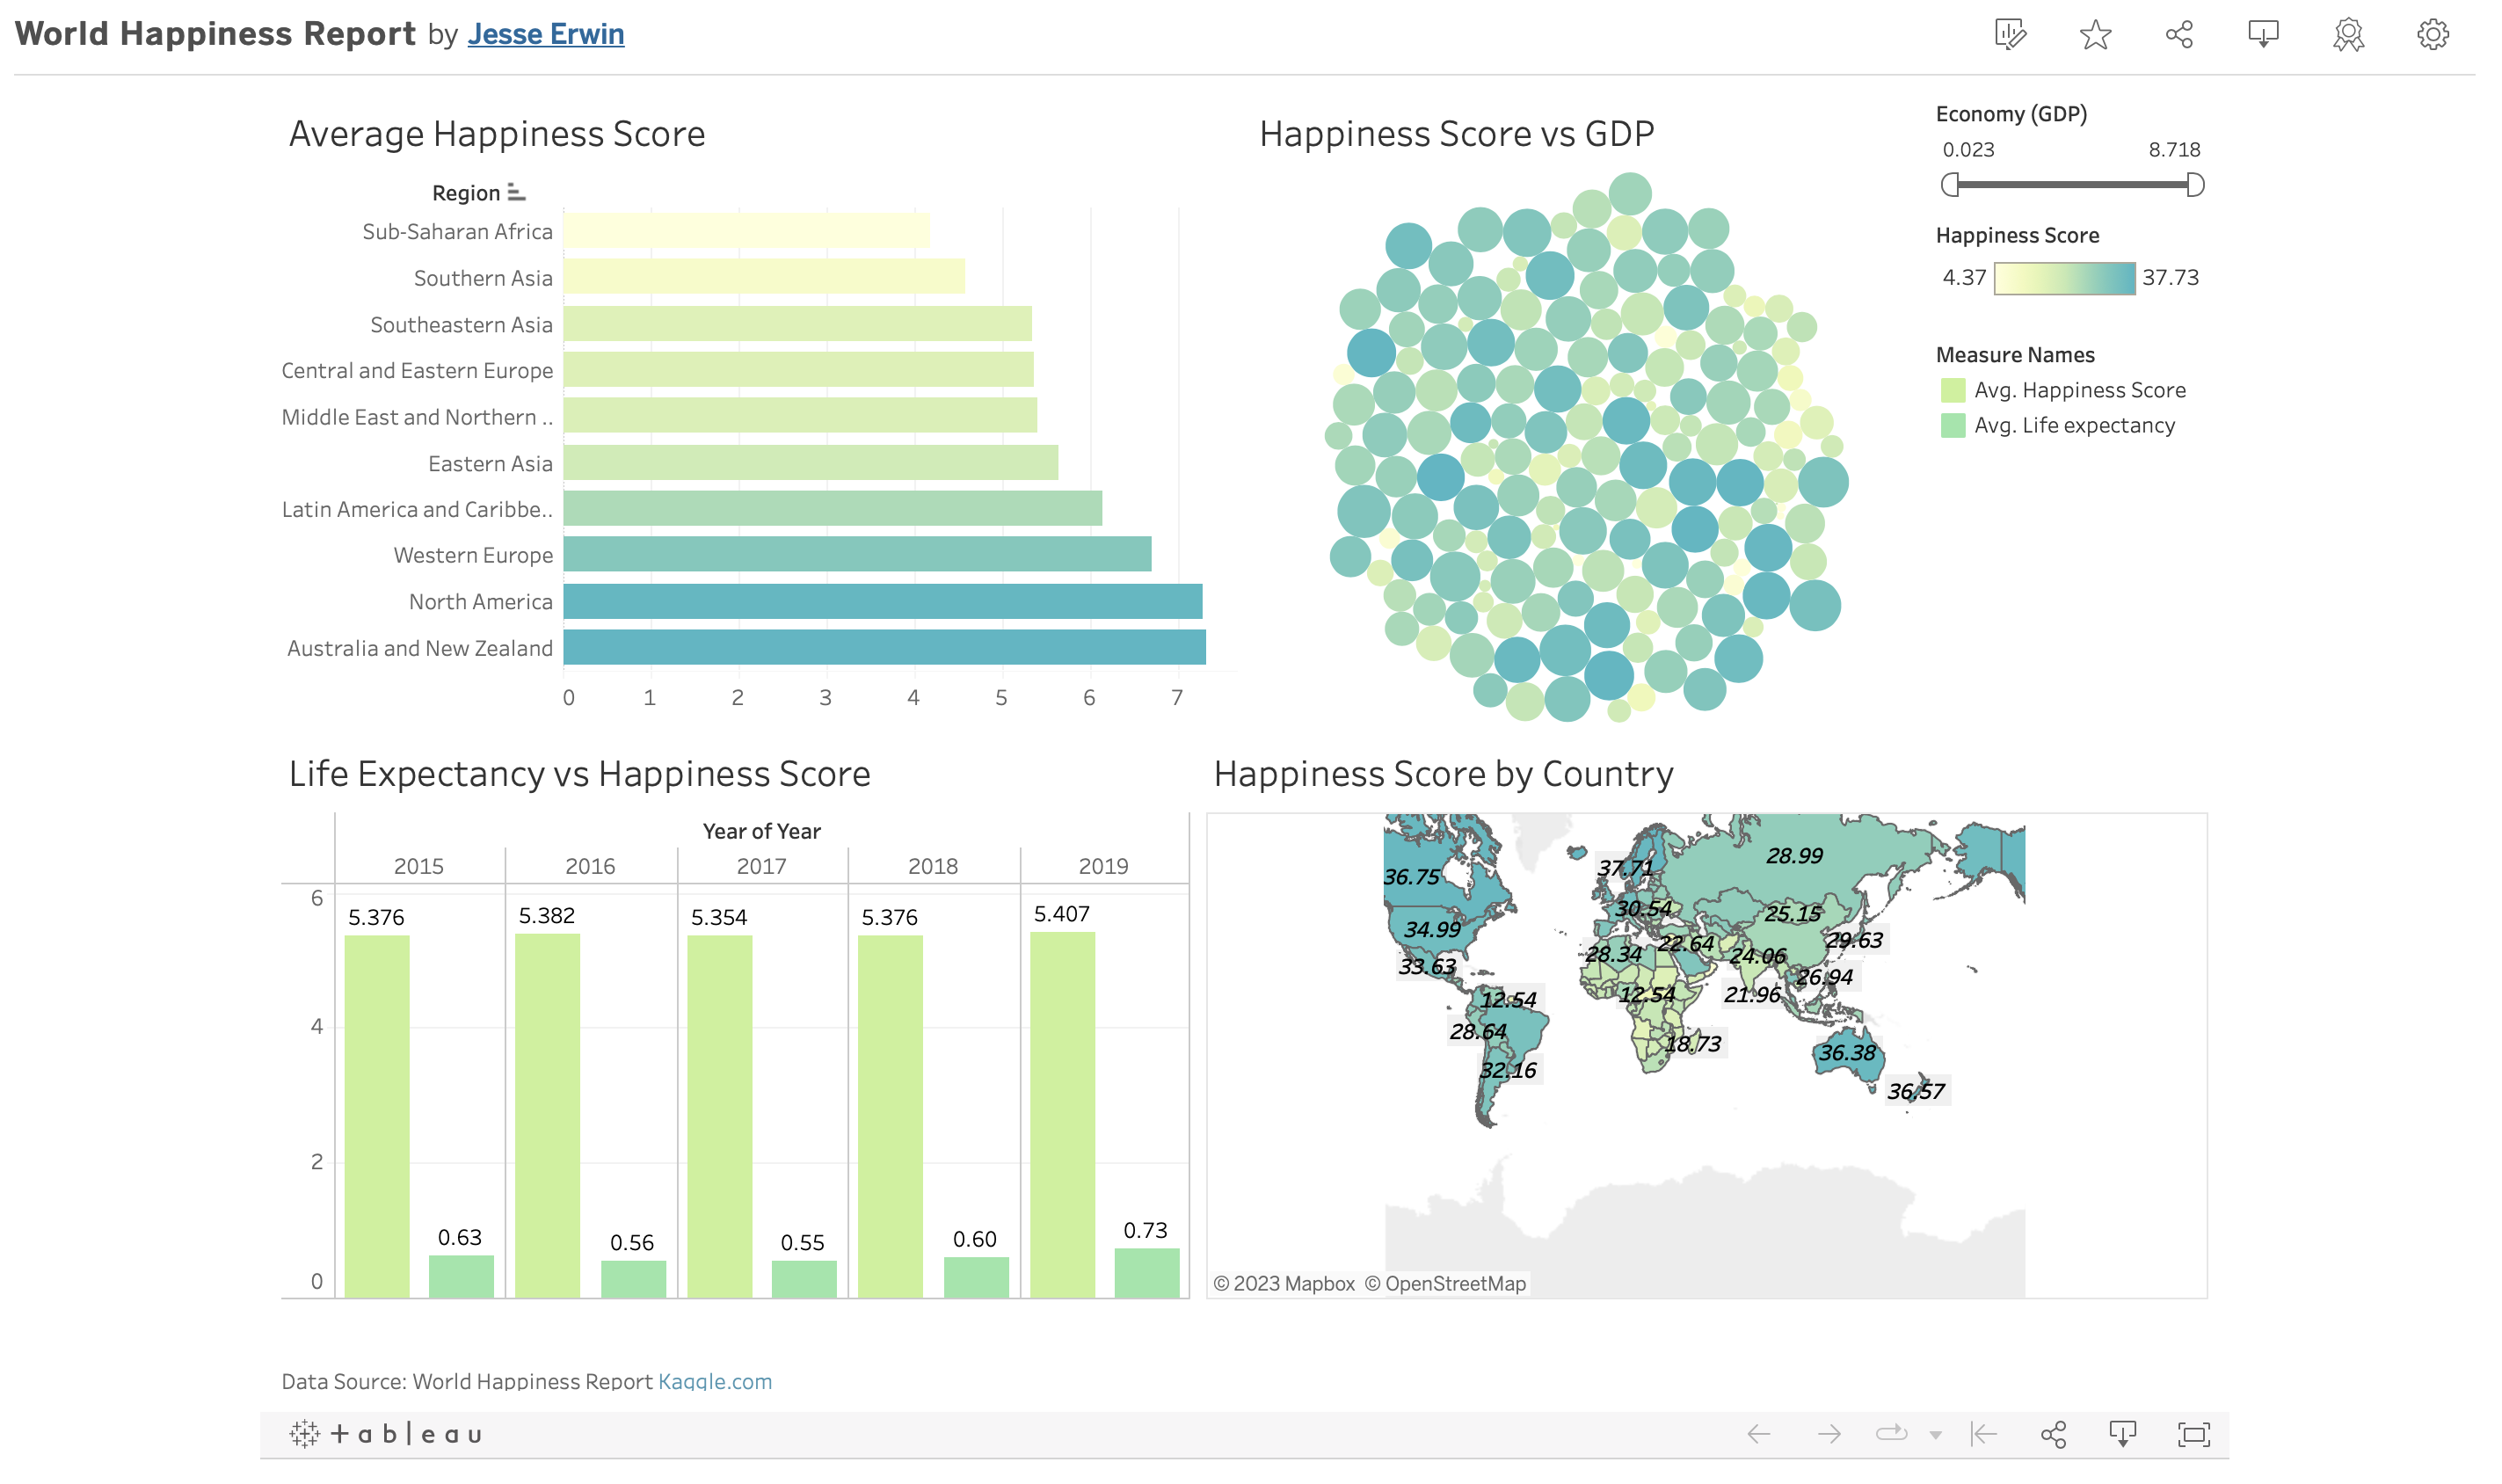 World Happiness Report by Jesse Erwin
Average Happiness Score
Region
Sub-Saharan Africa
Southern Asia
Southeastern Asia
Central and Eastern Europe
Middle East and Northern ..
Eastern Asia
Latin America and Caribbe..
Western Europe
North America
Australia and New Zealand
0 1 2 3 4 5 6 7
Happiness Score vs GDP
Economy (GDP)
0.023 8.718
Happiness Score
4.37 37.73
Measure Names
Avg. Happiness Score
Avg. Life expectancy
Life Expectancy vs Happiness Score
Year of Year
2015 2016 2017 2018 2019
6
4
2
0
5.376 5.382 5.354 5.376 5.407
0.63 0.56 0.55 0.60 0.73
Happiness Score by Country
36.75
37.71
28.99
34.99
30.54
25.15
33.63
28.34
22.64
24.06
29.63
12.54
12.54
21.96
26.94
28.64
18.73
32.16
36.38
36.57
© 2023 Mapbox © OpenStreetMap
Data Source: World Happiness Report Kaggle.com
+ableau